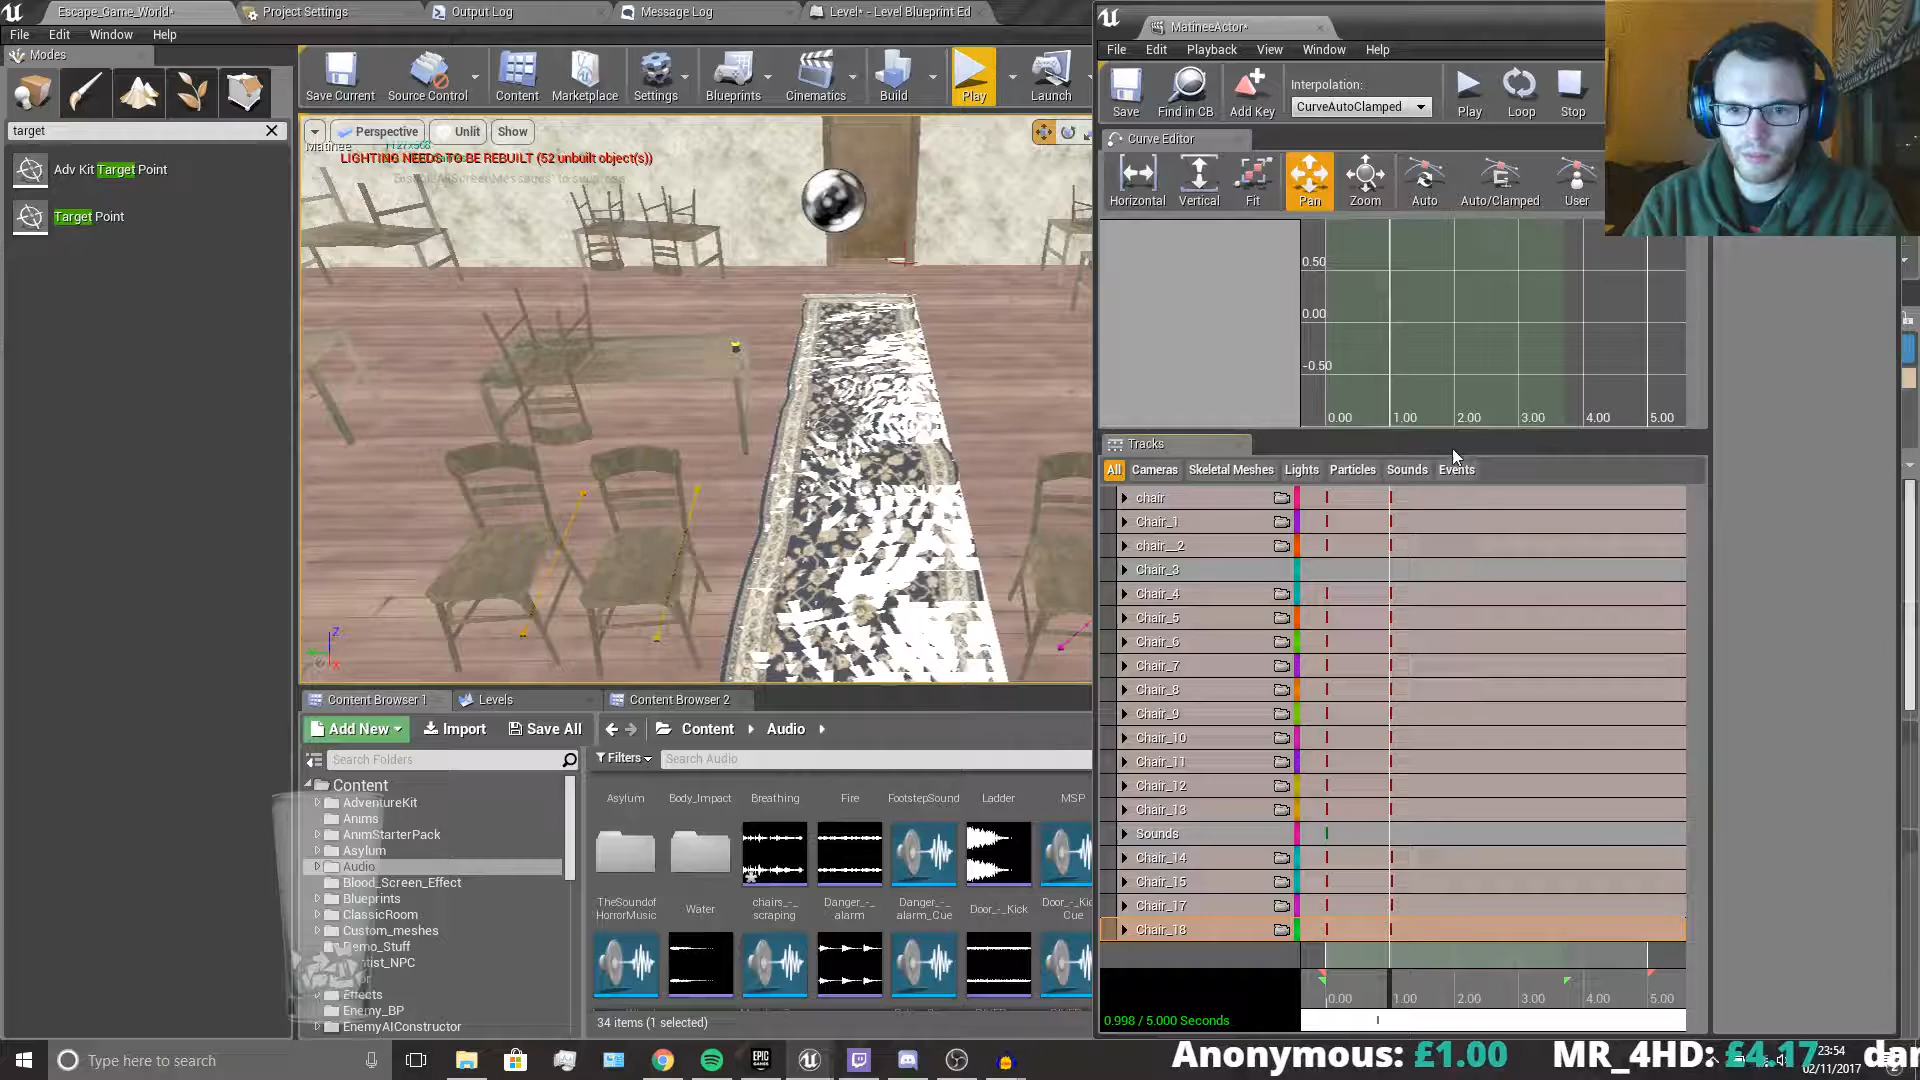 Escape_Game_World*
Project Settings
Output Log
Message Log
Level* - Level Blueprint Ed
File Edit Window Help
Modes
Save Current
Source Control
Content
Marketplace
Settings
Blueprints
Cinematics
Build
Play
Launch
target
Adv Kit Target Point
Target Point
Perspective
Unlit
Show
Matinee
LIGHTING NEEDS TO BE REBUILT (52 unbuilt object(s))
Z
X
Content Browser 1
Levels
Content Browser 2
Add New
Import
Save All
Content
Audio
Search Folders
Filters
Search Audio
Content
AdventureKit
Anims
AnimStarterPack
Asylum
Audio
Blood_Screen_Effect
Blueprints
ClassicRoom
Custom_meshes
Demo_Stuff
Effects
Enemy_BP
EnemyAIConstructor
Asylum
Body_Impact
Breathing
Fire
FootstepSound
Ladder
MSP
TheSoundof
HorrorMusic
Water
chairs_-_
scraping
Danger_-_
alarm
Danger_-_
alarm_Cue
Door_-_Kick
Cue
34 items (1 selected)
MatineeActor*
File Edit Playback View Window Help
Save
Find in CB
Add Key
Interpolation:
CurveAutoClamped
Play
Loop
Stop
Curve Editor
Horizontal
Vertical
Fit
Pan
Zoom
Auto
Auto/Clamped
User
0.50
0.00
-0.50
0.00 1.00 2.00 3.00 4.00 5.00
Tracks
All Cameras Skeletal Meshes Lights Particles Sounds Events
chair
Chair_1
chair__2
Chair_3
Chair_4
Chair_5
Chair_6
Chair_7
Chair_8
Chair_9
Chair_10
Chair_11
Chair_12
Chair_13
Sounds
Chair_14
Chair_15
Chair_17
Chair_18
0.00 1.00 2.00 3.00 4.00 5.00
0.998 / 5.000 Seconds
Type here to search
EPIC
GAMES
Anonymous: £1.00 MR_4HD: £4.17
23:54
02/11/2017